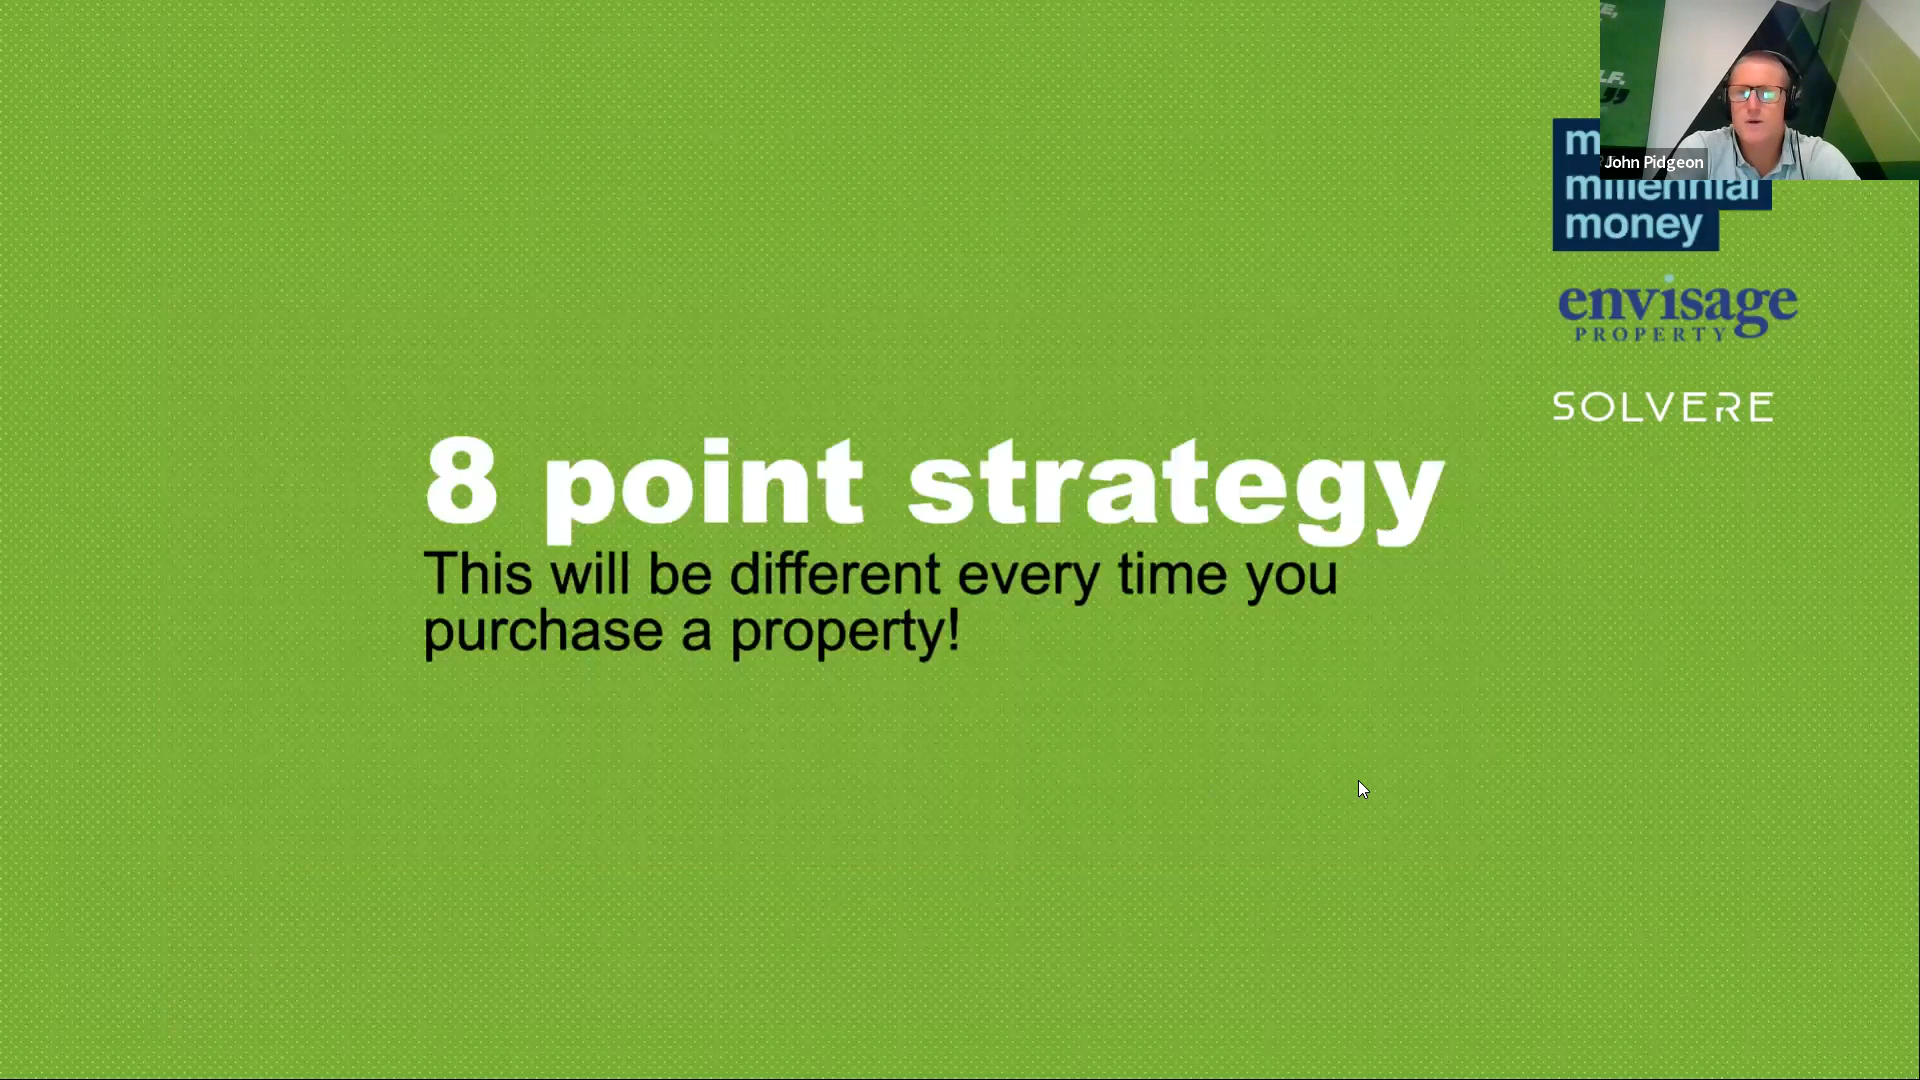 E,
LF.
"
John Pidgeon
m
millennial
money
envisage
PROPERTY
SOLVERE
8 point strategy
This will be different every time you
purchase a property!